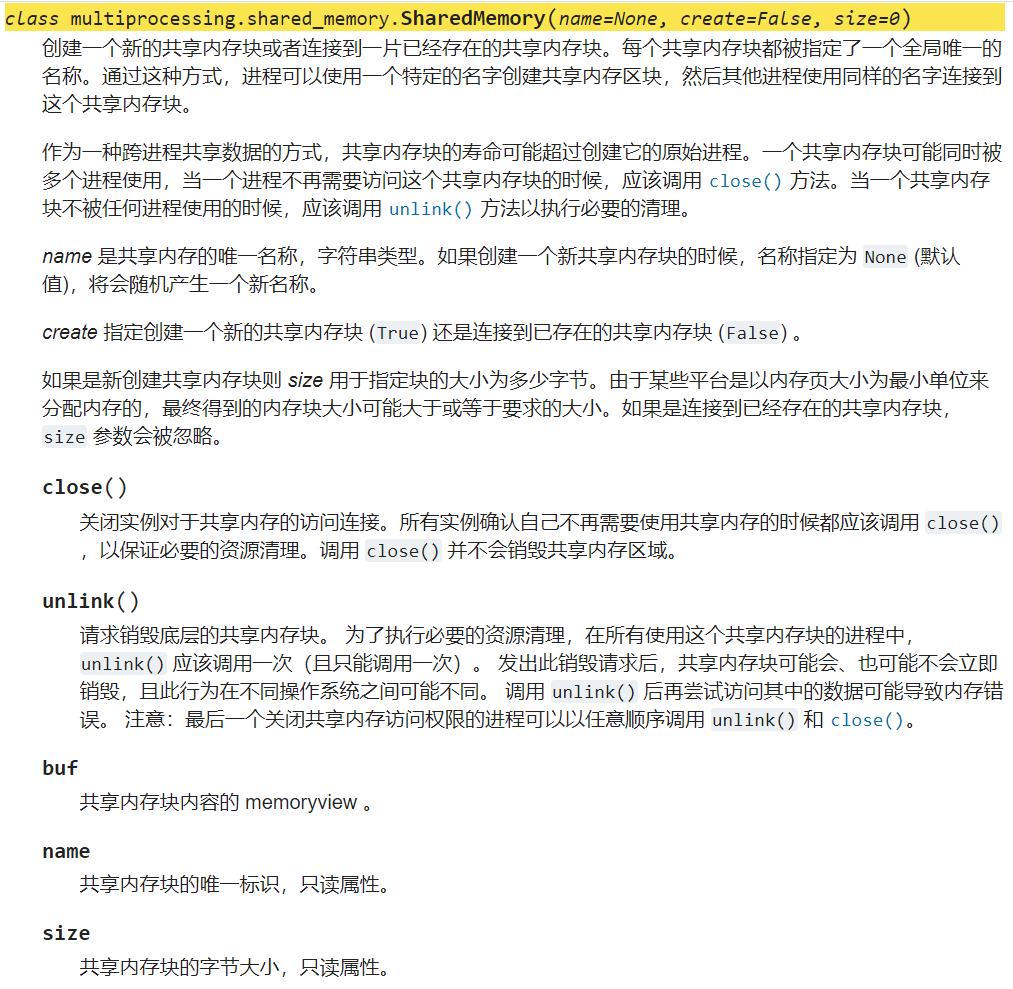 class multiprocessing.shared_memory.SharedMemory(name=None, create=False, size=0)
创建一个新的共享内存块或者连接到一片已经存在的共享内存块。每个共享内存块都被指定了一个全局唯一的
名称。通过这种方式，进程可以使用一个特定的名字创建共享内存区块，然后其他进程使用同样的名字连接到
这个共享内存块。
作为一种跨进程共享数据的方式，共享内存块的寿命可能超过创建它的原始进程。一个共享内存块可能同时被
多个进程使用，当一个进程不再需要访问这个共享内存块的时候，应该调用 close() 方法。当一个共享内存
块不被任何进程使用的时候，应该调用 unlink() 方法以执行必要的清理。
name 是共享内存的唯一名称，字符串类型。如果创建一个新共享内存块的时候，名称指定为 None (默认
值)，将会随机产生一个新名称。
create 指定创建一个新的共享内存块 (True) 还是连接到已存在的共享内存块 (False) 。
如果是新创建共享内存块则 size 用于指定块的大小为多少字节。由于某些平台是以内存页大小为最小单位来
分配内存的，最终得到的内存块大小可能大于或等于要求的大小。如果是连接到已经存在的共享内存块，
size 参数会被忽略。
close()
关闭实例对于共享内存的访问连接。所有实例确认自己不再需要使用共享内存的时候都应该调用 close()
，以保证必要的资源清理。调用 close() 并不会销毁共享内存区域。
unlink()
请求销毁底层的共享内存块。 为了执行必要的资源清理，在所有使用这个共享内存块的进程中，
unlink() 应该调用一次（且只能调用一次）。 发出此销毁请求后，共享内存块可能会、也可能不会立即
销毁，且此行为在不同操作系统之间可能不同。 调用 unlink() 后再尝试访问其中的数据可能导致内存错
误。 注意：最后一个关闭共享内存访问权限的进程可以以任意顺序调用 unlink() 和 close()。
buf
共享内存块内容的 memoryview 。
name
共享内存块的唯一标识，只读属性。
size
共享内存块的字节大小，只读属性。